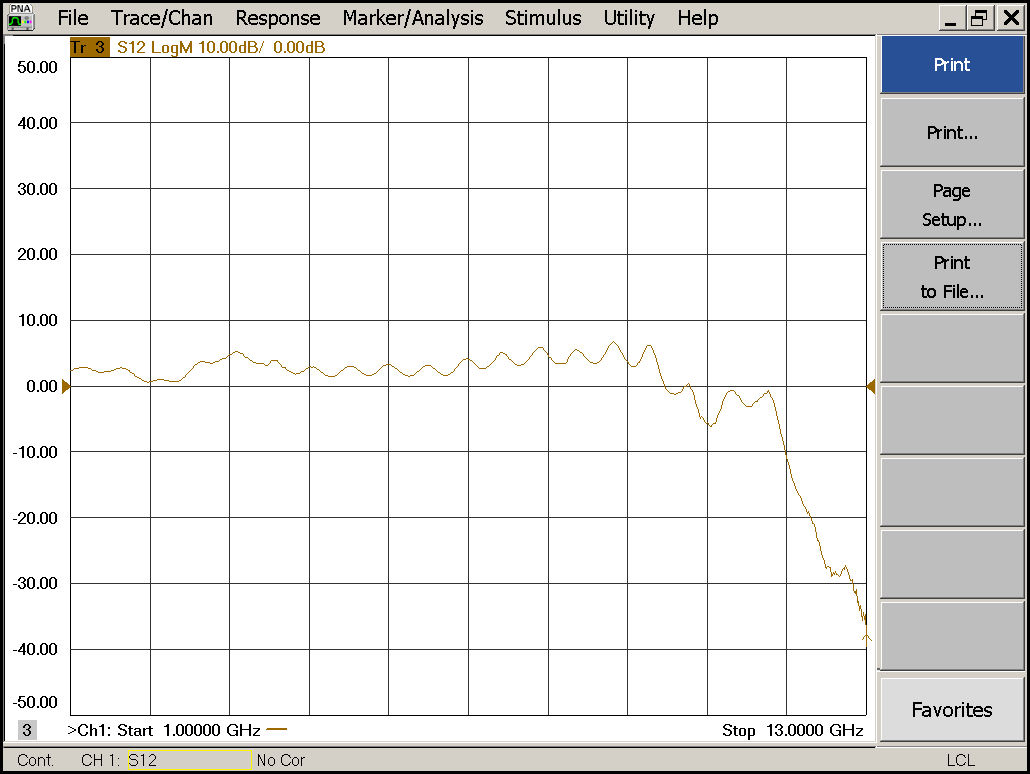 PNA
File Trace/Chan Response Marker/Analysis Stimulus Utility Help
Tr 3 S12 LogM 10.00dB/ 0.00dB
50.00
40.00
30.00
20.00
10.00
0.00
-10.00
-20.00
-30.00
-40.00
-50.00
3 >Ch1: Start 1.00000 GHz Stop 13.0000 GHz
Print
Print...
Page
Setup...
Print
to File...
Favorites
Cont. CH 1: S12 No Cor LCL